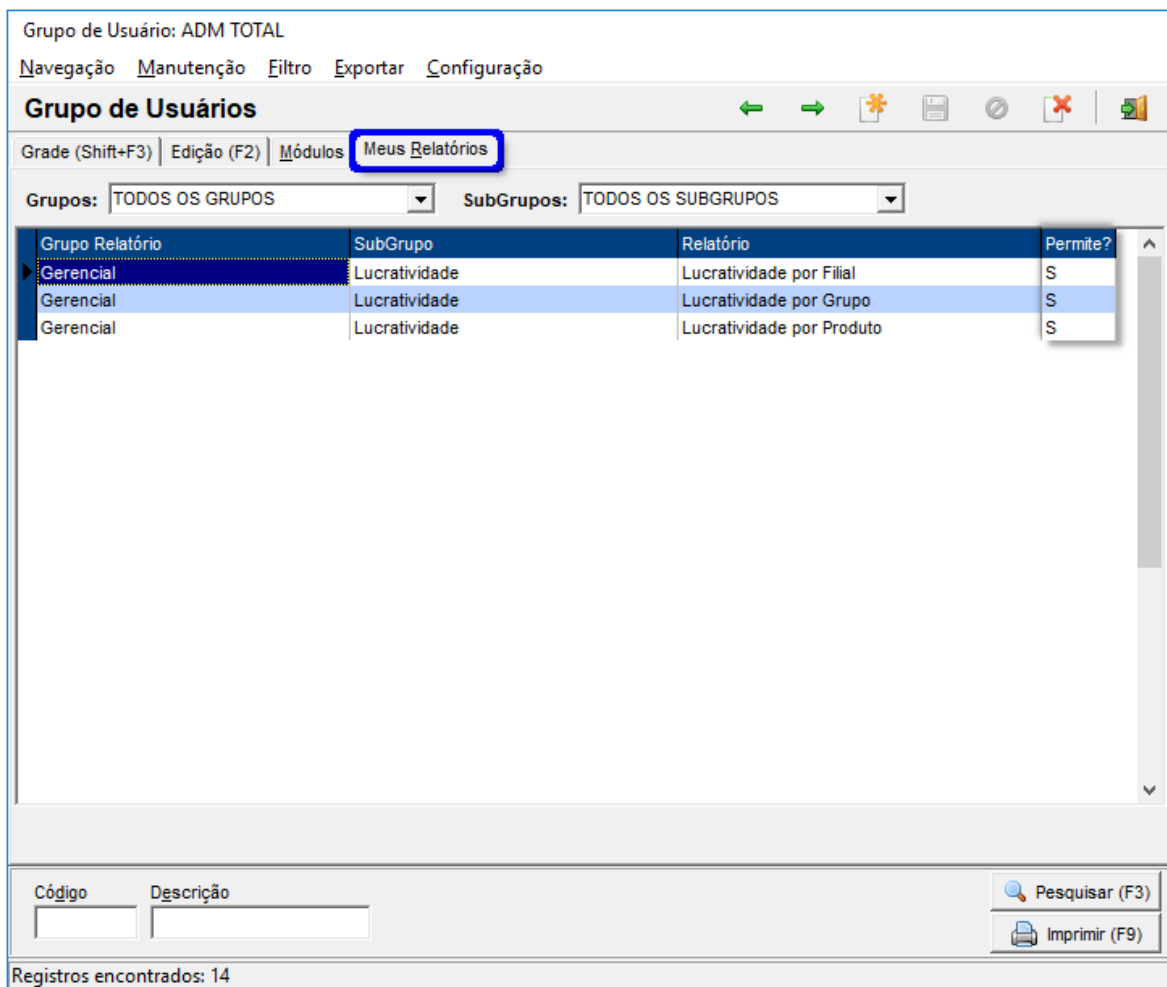 Grupo de Usuário: ADM TOTAL
Navegação Manutenção Filtro Exportar Configuração
Grupo de Usuários
Grade (Shift+F3) Edição (F2) Módulos Meus Relatórios
Grupos: TODOS OS GRUPOS SubGrupos: TODOS OS SUBGRUPOS
Grupo Relatório SubGrupo Relatório Permite?
Gerencial Lucratividade Lucratividade por Filial S
Gerencial Lucratividade Lucratividade por Grupo S
Gerencial Lucratividade Lucratividade por Produto S
Código Descrição Pesquisar (F3)
Imprimir (F9)
Registros encontrados: 14